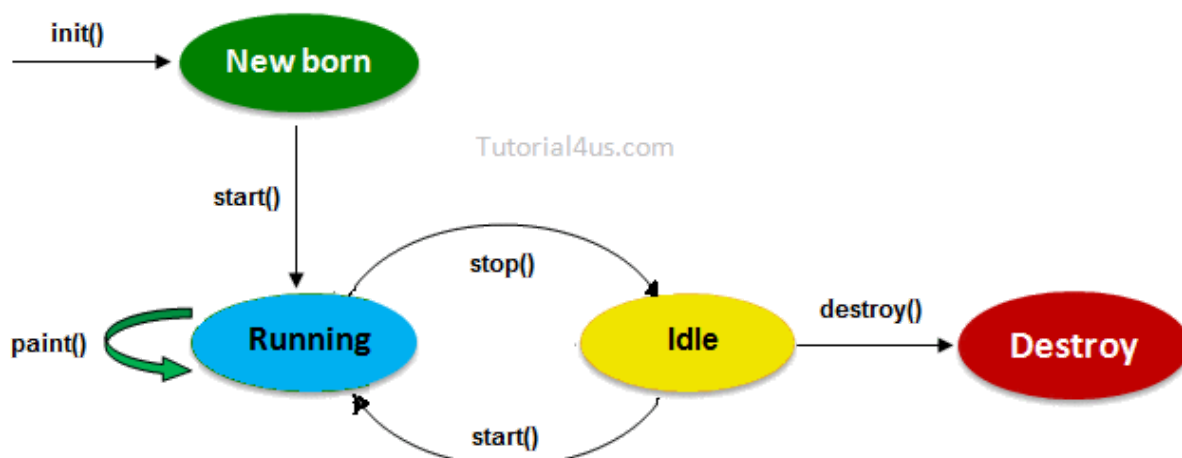 init()
New born
Tutorial4us.com
start()
stop()
destroy()
paint()
Running
Idle
Destroy
start()